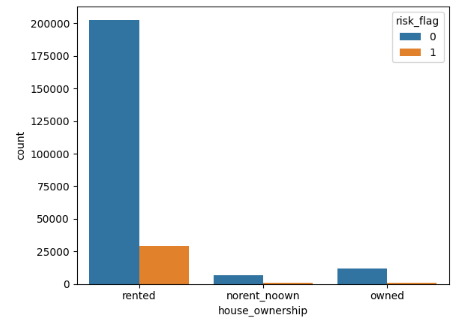 risk_flag
0
1
200000
175000
150000
125000
100000
75000
50000
25000
0
count
rented norent_noown owned
house_ownership